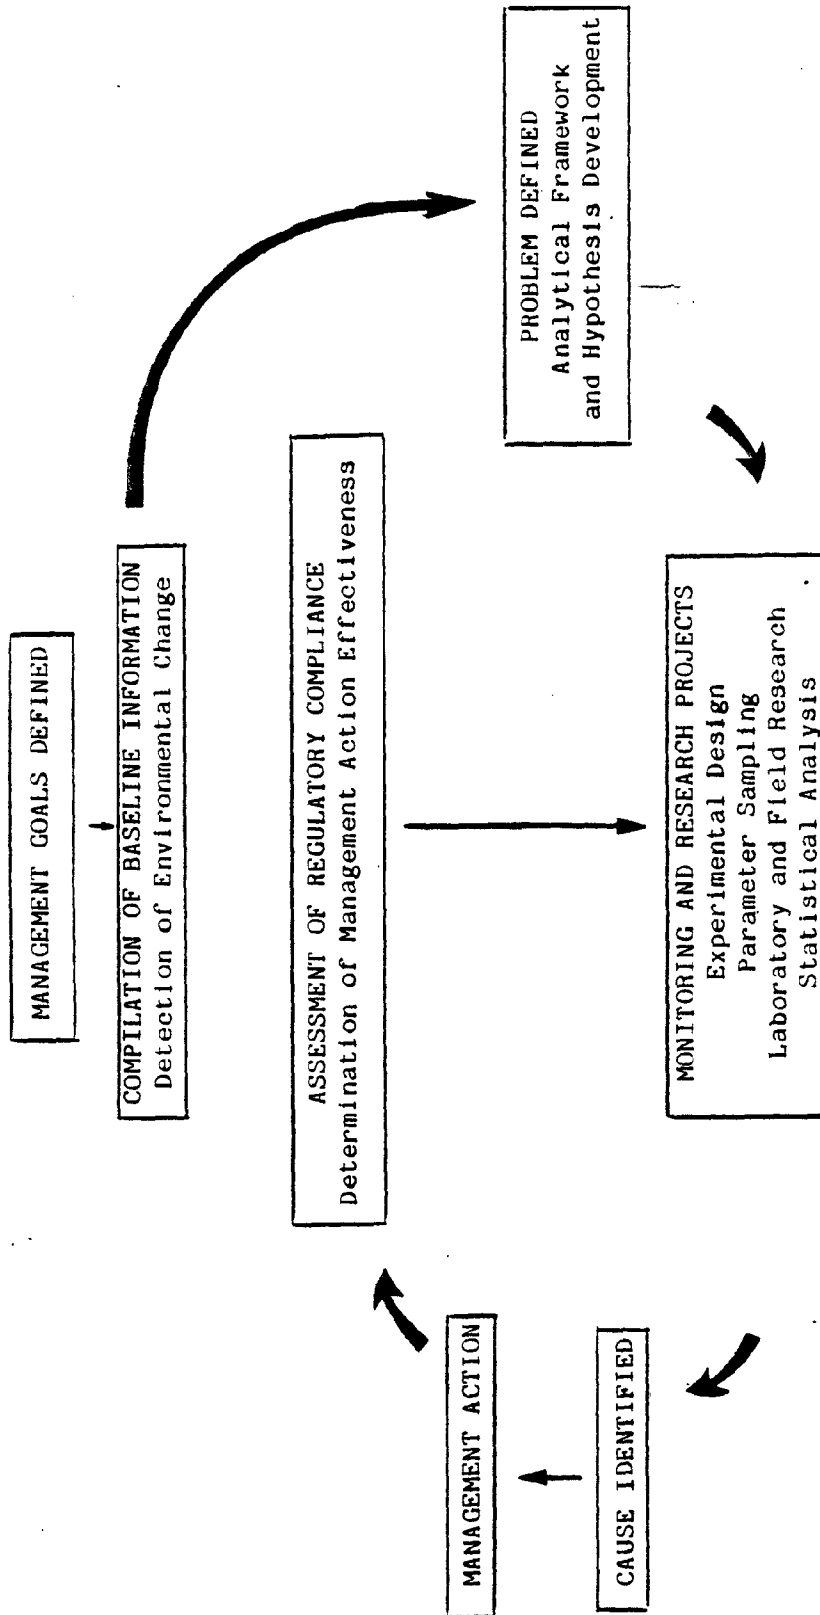 MANAGEMENT GOALS DEFINED
COMPILATION OF BASELINE INFORMATION
Detection of Environmental Change
PROBLEM DEFINED
Analytical Framework
and Hypothesis Development
ASSESSMENT OF REGULATORY COMPLIANCE
Determination of Management Action Effectiveness
MONITORING AND RESEARCH PROJECTS
Experimental Design
Parameter Sampling
Laboratory and Field Research
Statistical Analysis
CAUSE IDENTIFIED
MANAGEMENT ACTION